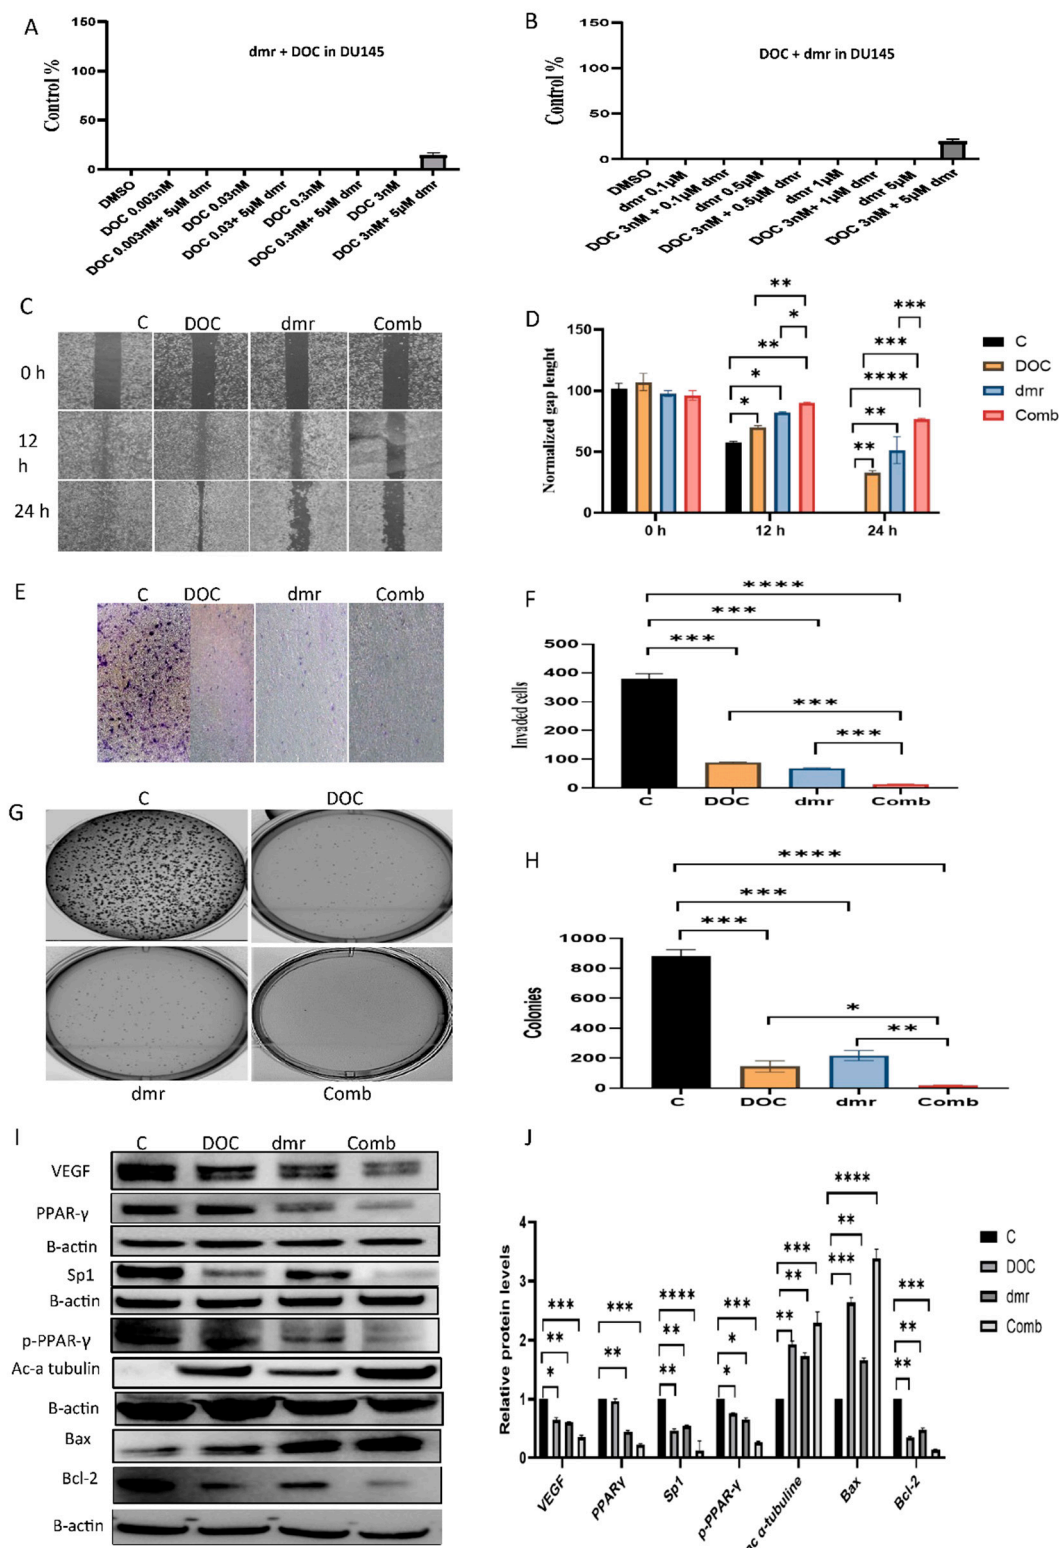 A
150
100
50
0
Control %
dmr + DOC in DU145
DMSO
DOC 0.003nM
DOC 0.003nM+ 5µM dmr
DOC 0.03nM
DOC 0.03+ 5µM dmr
DOC 0.3nM
DOC 0.3nM+ 5µM dmr
DOC 3nM
DOC 3nM+ 5µM dmr
B
150
100
50
0
Control %
DOC + dmr in DU145
DMSO
dmr 0.1µM
DOC 3nM + 0.1µM dmr
dmr 0.5µM
DOC 3nM + 0.5µM dmr
dmr 1µM
DOC 3nM+ 1µM dmr
dmr 5µM
DOC 3nM + 5µM dmr
C
C DOC dmr Comb
0 h
12
h
24 h
D
150
100
50
0
Normalized gap lenght
** * ** * *
*** *** **** ** **
0 h 12 h 24 h
C
DOC
dmr
Comb
E
C DOC dmr Comb
F
****
***
***
***
***
500
400
300
200
100
0
Invaded cells
C DOC dmr Comb
G
C DOC
dmr Comb
H
****
***
***
*
**
1000
800
600
400
200
0
Colonies
C DOC dmr Comb
I
C DOC dmr Comb
VEGF
PPAR-γ
B-actin
Sp1
B-actin
p-PPAR-γ
Ac-a tubulin
B-actin
Bax
Bcl-2
B-actin
J
4
3
2
1
0
Relative protein levels
*** ** *
*** **
**** ** **
*** * *
*** ** **
**** ** ***
*** ** **
VEGF
PPARγ
Sp1
p-PPAR-γ
ac α-tubuline
Bax
Bcl-2
C
DOC
dmr
Comb